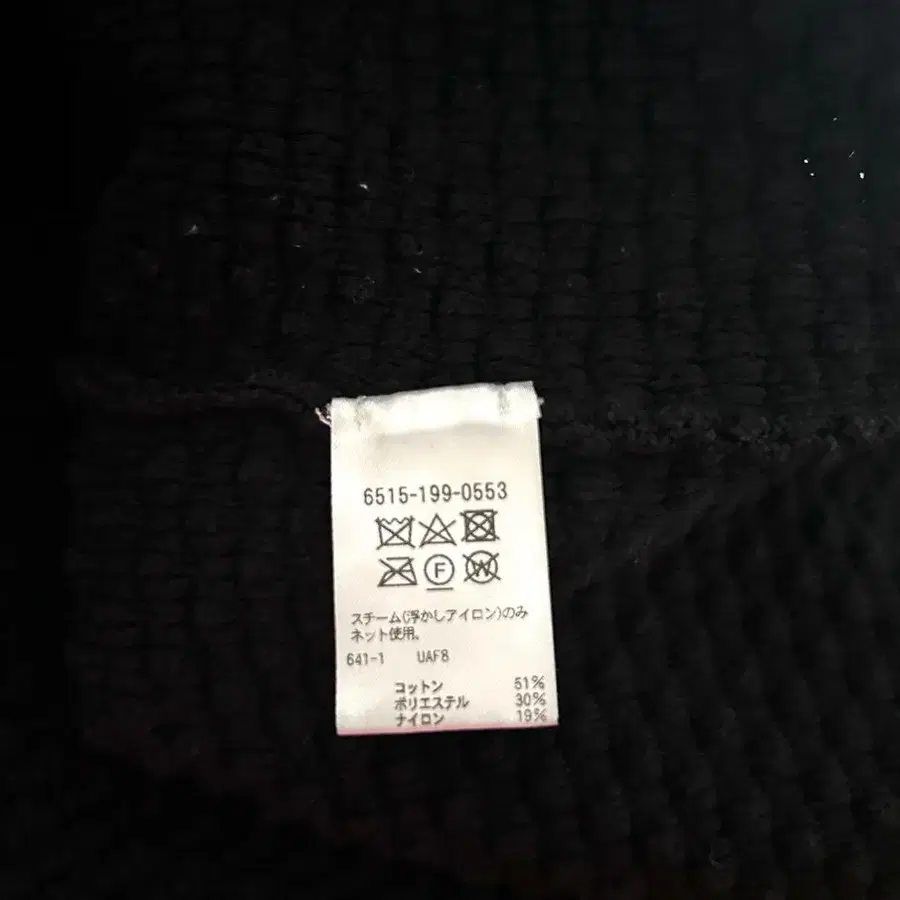 6515-199-0553
F W
スチーム(浮かしアイロン)のみ
ネット使用。
641-1 UAF8
コットン 51%
ポリエステル 30%
ナイロン 19%